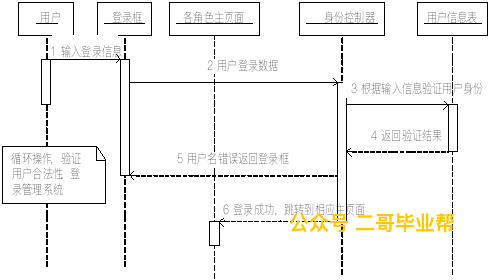 用户
登录框
各角色主页面
身份控制器
用户信息表
1 输入登录信息
2 用户登录数据
3 根据输入信息验证用户身份
4 返回验证结果
5 用户名错误返回登录框
6 登录成功，跳转到相应主页面
循环操作，验证
用户合法性，登
录管理系统
公众号 二哥毕业帮